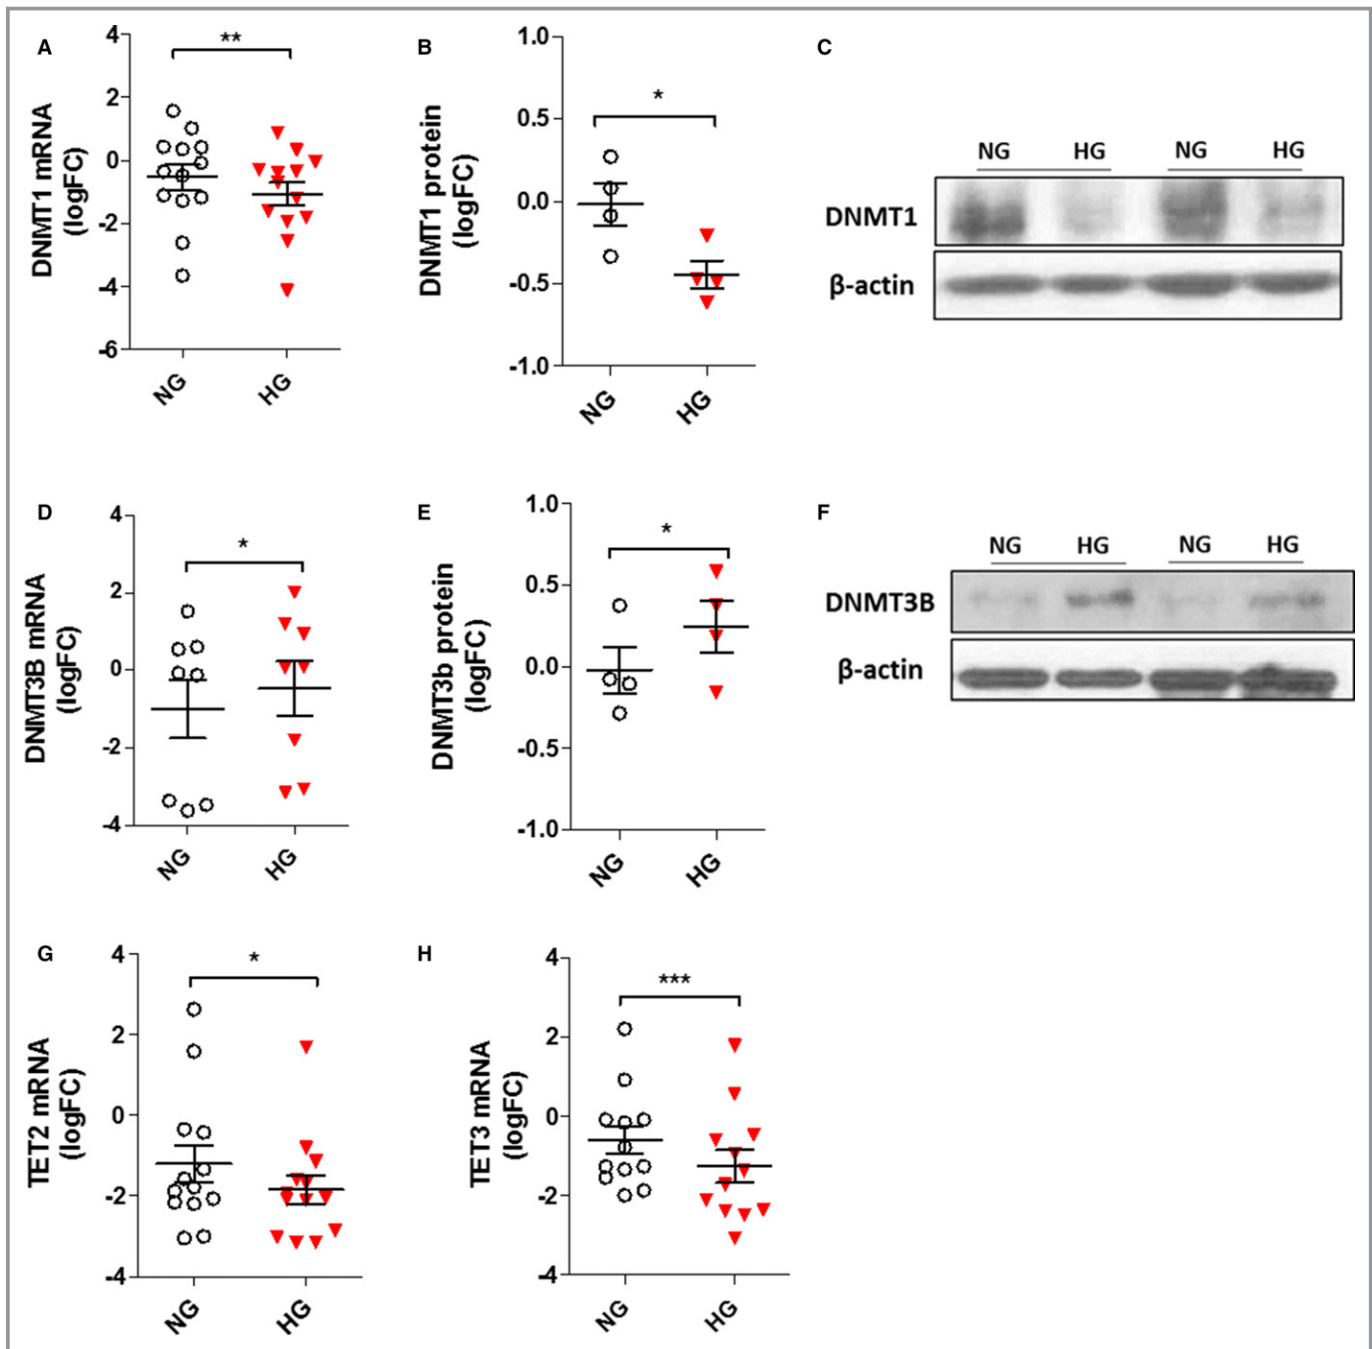 A
DNMT1 mRNA
(logFC)
4
2
0
-2
-4
-6
**
NG
HG
B
DNMT1 protein
(logFC)
1.0
0.5
0.0
-0.5
-1.0
*
NG
HG
C
NG HG NG HG
DNMT1
β-actin
D
DNMT3B mRNA
(logFC)
4
2
0
-2
-4
*
NG
HG
E
DNMT3b protein
(logFC)
1.0
0.5
0.0
-0.5
-1.0
*
NG
HG
F
NG HG NG HG
DNMT3B
β-actin
G
TET2 mRNA
(logFC)
4
2
0
-2
-4
*
NG
HG
H
TET3 mRNA
(logFC)
4
2
0
-2
-4
***
NG
HG